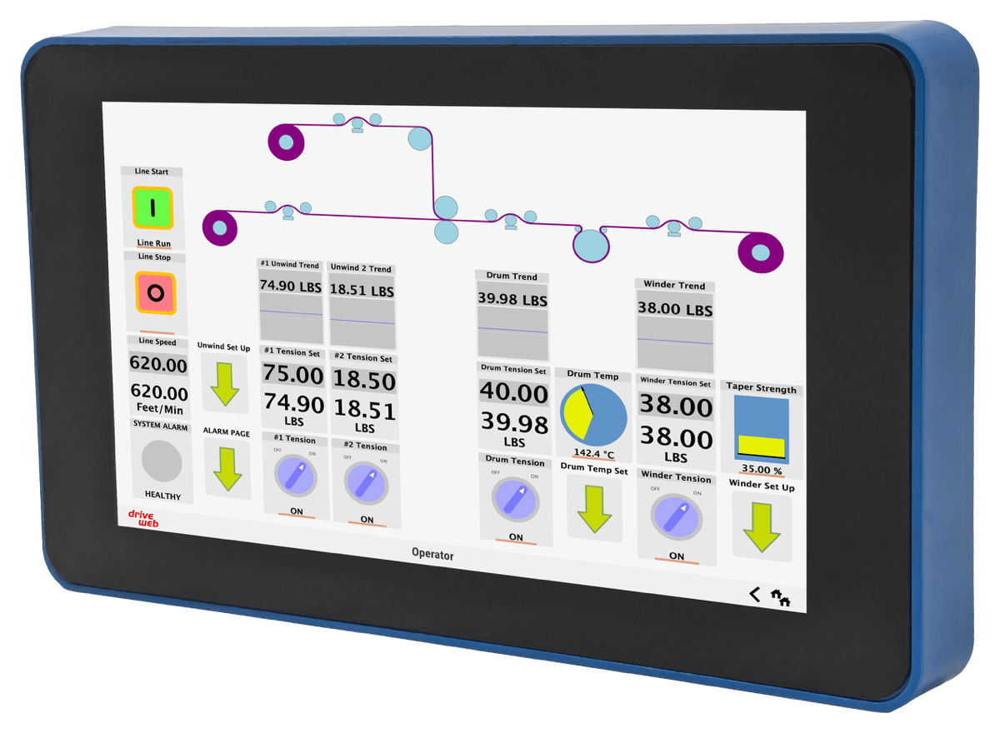 Line Start
I
Line Run
Line Stop
O
Line Speed
620.00
620.00
Feet/Min
SYSTEM ALARM
HEALTHY
drive
web
Unwind Set Up
ALARM PAGE
#1 Unwind Trend
74.90 LBS
#1 Tension Set
75.00
74.90
LBS
#1 Tension
OFF
ON
ON
Unwind 2 Trend
18.51 LBS
#2 Tension Set
18.50
18.51
LBS
#2 Tension
OFF
ON
ON
Drum Trend
39.98 LBS
Drum Tension Set
40.00
39.98
LBS
Drum Tension
OFF
ON
ON
Drum Temp
142.4 °C
Drum Temp Set
Winder Trend
38.00 LBS
Winder Tension Set
38.00
38.00
LBS
Winder Tension
OFF
ON
ON
Taper Strength
35.00 %
Winder Set Up
Operator